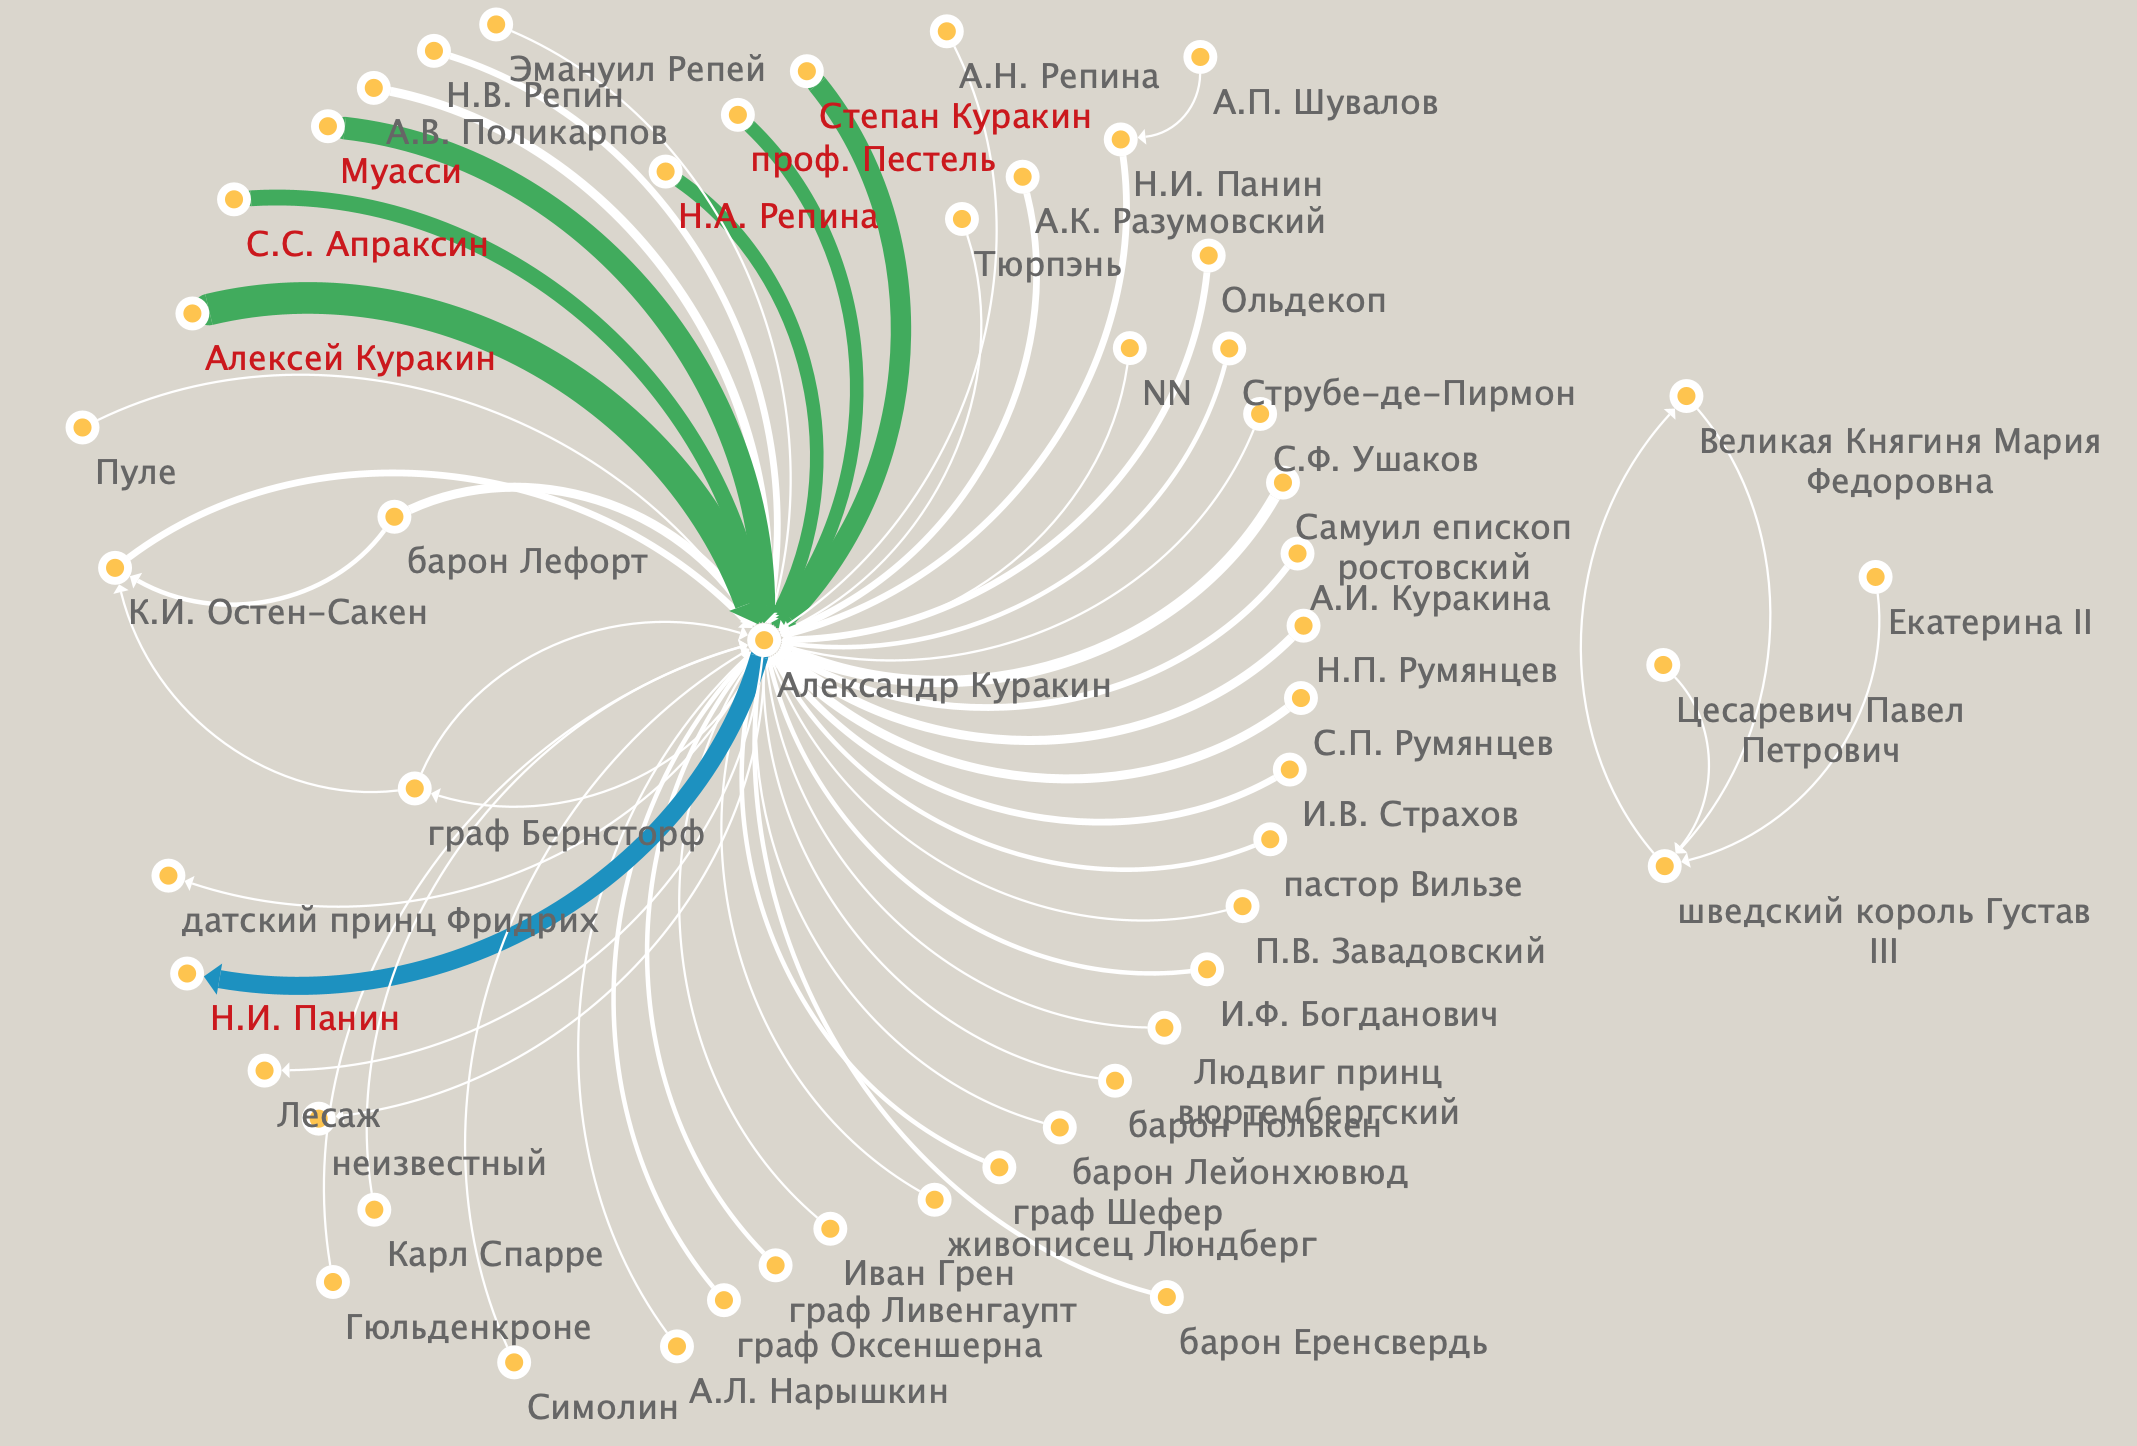 Эмануил Репей
Н.В. Репин
А.В. Поликарпов
Муасси
С.С. Апраксин
Алексей Куракин
Степан Куракин
проф. Пестель
Н.А. Репина
А.Н. Репина
А.П. Шувалов
Н.И. Панин
А.К. Разумовский
Тюрпэнь
Ольдекоп
NN
Струбе-де-Пирмон
С.Ф. Ушаков
Самуил епископ
ростовский
А.И. Куракина
Н.П. Румянцев
С.П. Румянцев
И.В. Страхов
пастор Вильзе
П.В. Завадовский
И.Ф. Богданович
Людвиг принц
вюртембергский
барон Нолькен
барон Лейонхювюд
граф Шефер
живописец Люндберг
Иван Грен
граф Ливенгаупт
граф Оксеншерна
барон Еренсвердь
А.Л. Нарышкин
Симолин
Гюльденкроне
Карл Спарре
неизвестный
Лесаж
Н.И. Панин
датский принц Фридрих
граф Бернсторф
К.И. Остен-Сакен
барон Лефорт
Пуле
Александр Куракин
Великая Княгиня Мария
Федоровна
Екатерина II
Цесаревич Павел
Петрович
шведский король Густав
III